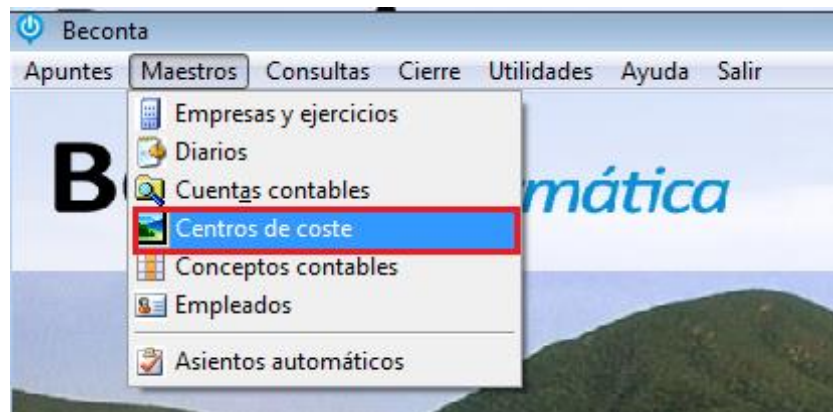 Beconta
Apuntes Maestros Consultas Cierre Utilidades Ayuda Salir
Empresas y ejercicios
Diarios
Cuentas contables
Centros de coste
Conceptos contables
Empleados
Asientos automáticos